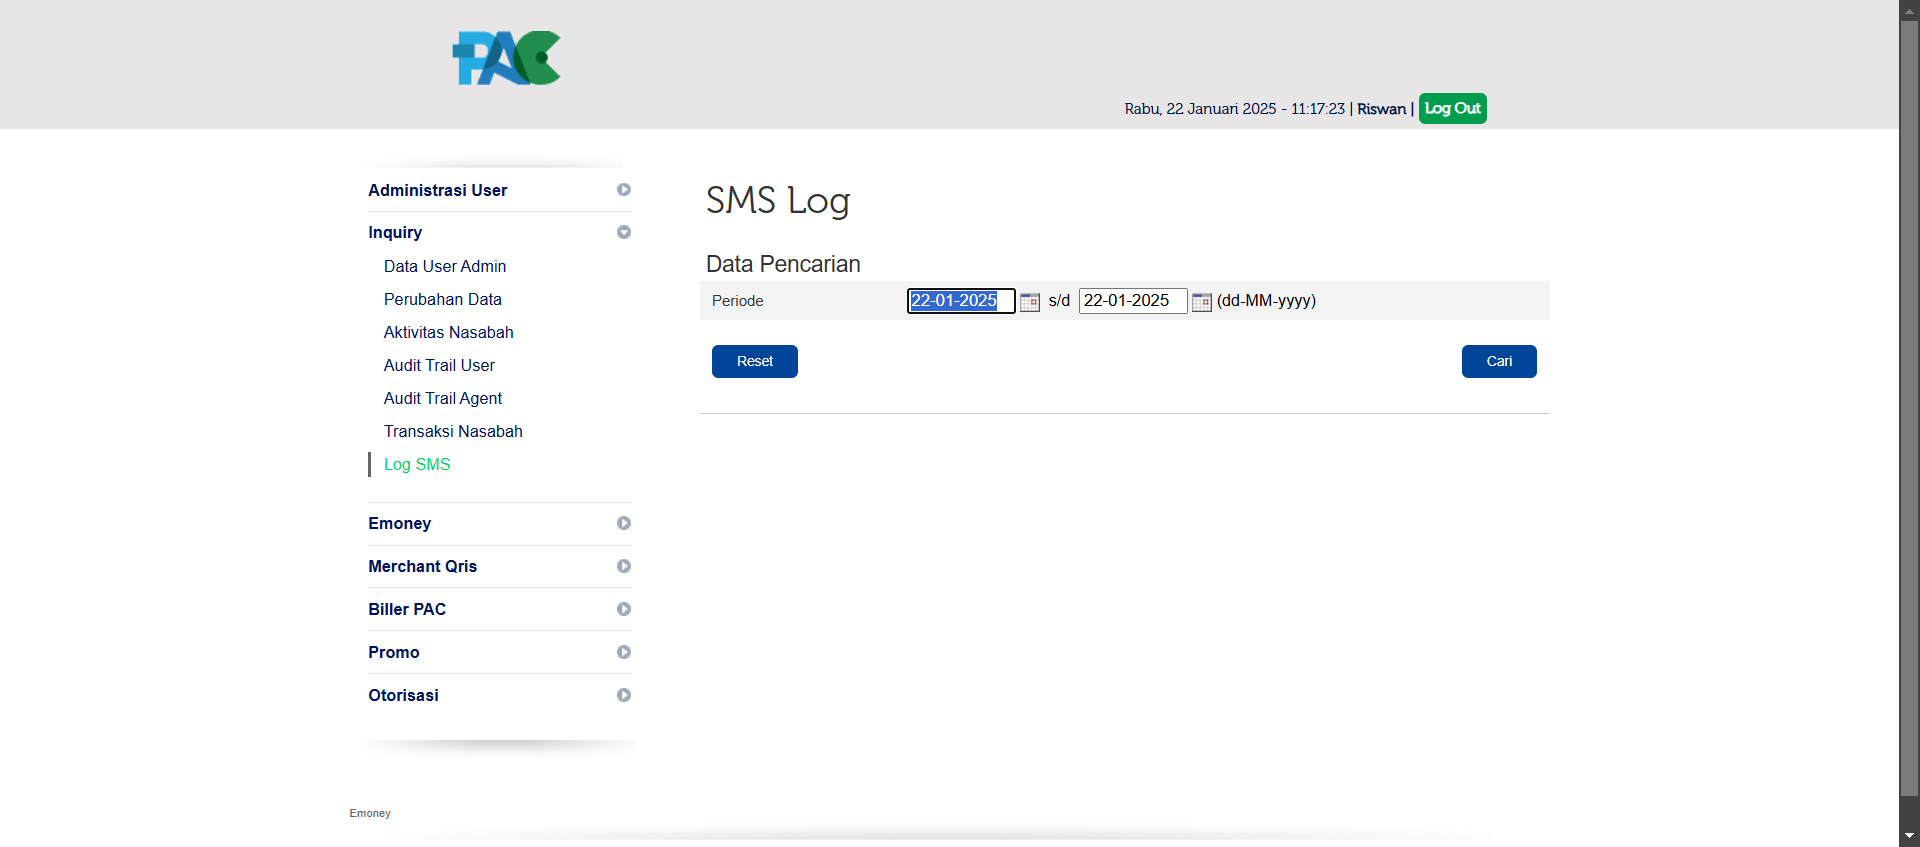 PAC
Rabu, 22 Januari 2025 - 11:17:23 | Riswan | Log Out
Administrasi User
Inquiry
Data User Admin
Perubahan Data
Aktivitas Nasabah
Audit Trail User
Audit Trail Agent
Transaksi Nasabah
Log SMS
Emoney
Merchant Qris
Biller PAC
Promo
Otorisasi
SMS Log
Data Pencarian
Periode 22-01-2025 s/d 22-01-2025 (dd-MM-yyyy)
Reset Cari
Emoney